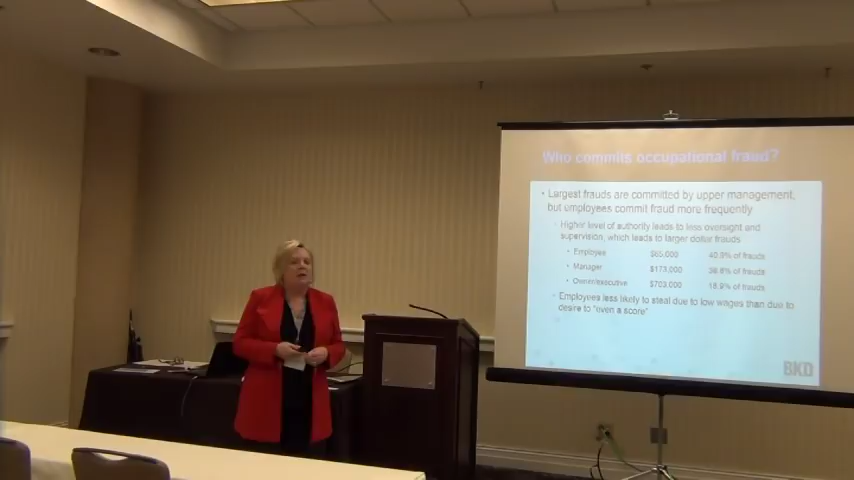 Who commits occupational fraud?
• Largest frauds are committed by upper management,
but employees commit fraud more frequently
Higher level of authority leads to less oversight and
supervision, which leads to larger dollar frauds
• Employee $65,000 40.9% of frauds
• Manager $173,000 36.8% of frauds
• Owner/executive $703,000 18.9% of frauds
Employees less likely to steal due to low wages than due to
desire to "even a score"
BKD